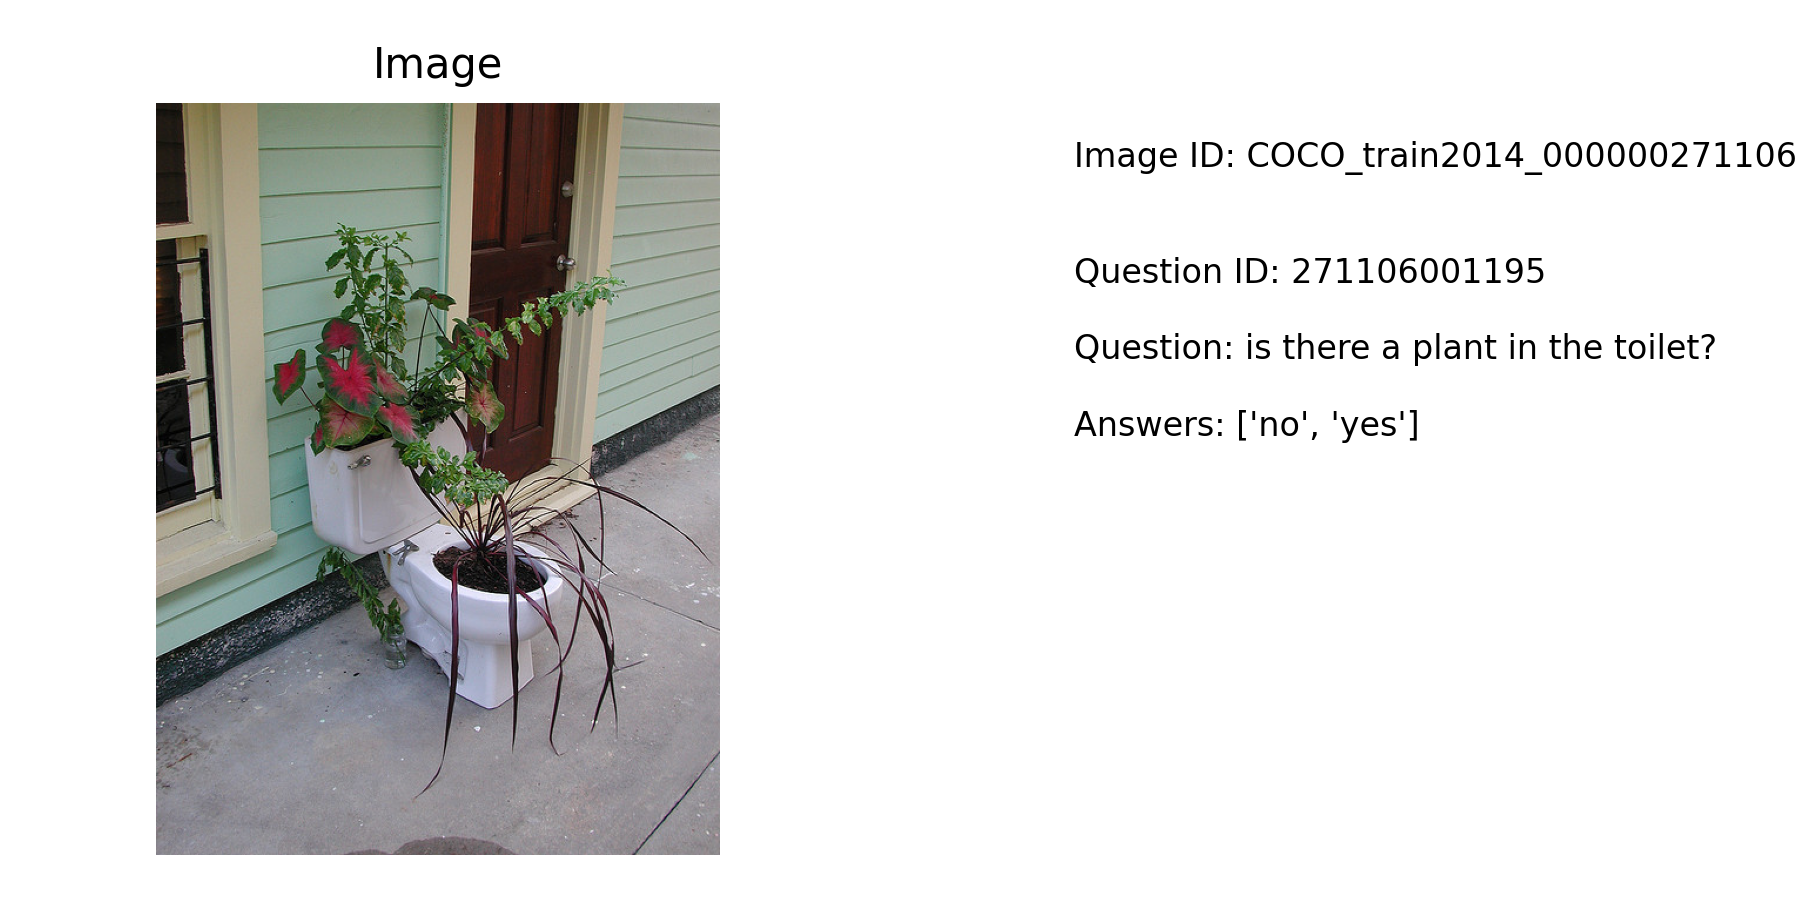 Image
Image ID: COCO_train2014_000000271106
Question ID: 271106001195
Question: is there a plant in the toilet?
Answers: ['no', 'yes']